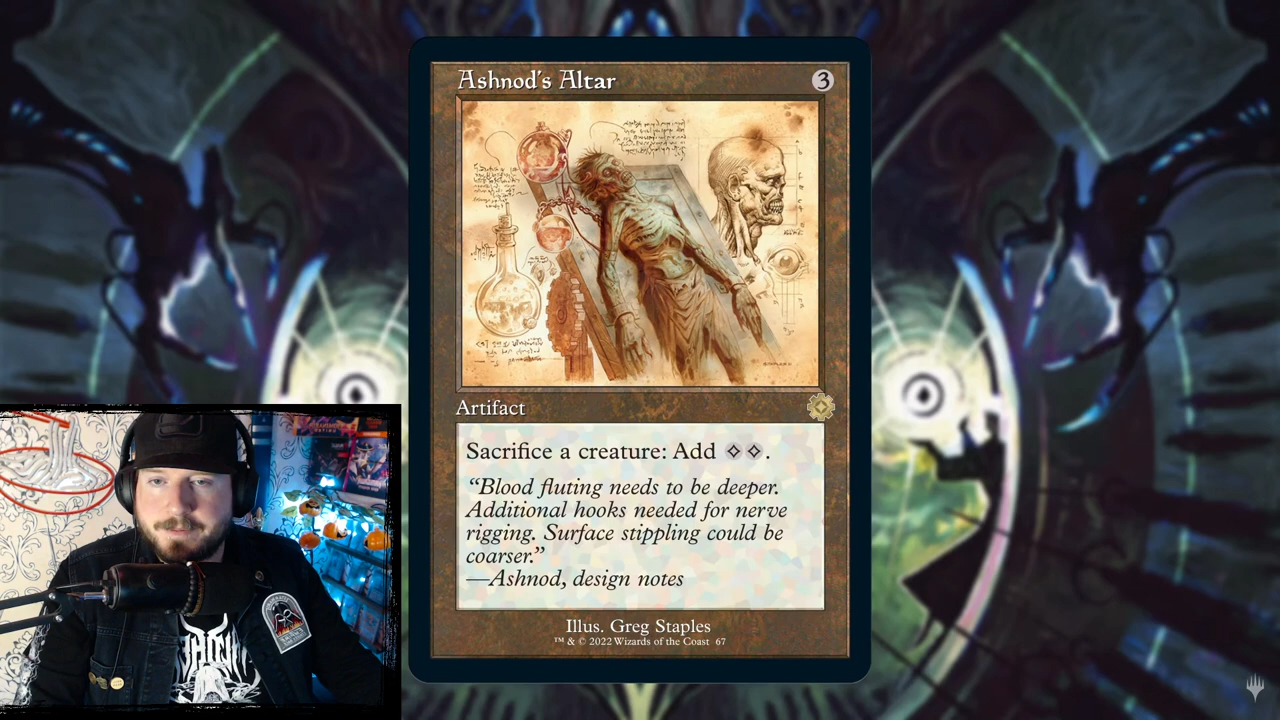 Ashnod's Altar
3
Artifact
Sacrifice a creature: Add .
“Blood fluting needs to be deeper.
Additional hooks needed for nerve
rigging. Surface stippling could be
coarser.”
—Ashnod, design notes
Illus. Greg Staples
™ & © 2022 Wizards of the Coast 67